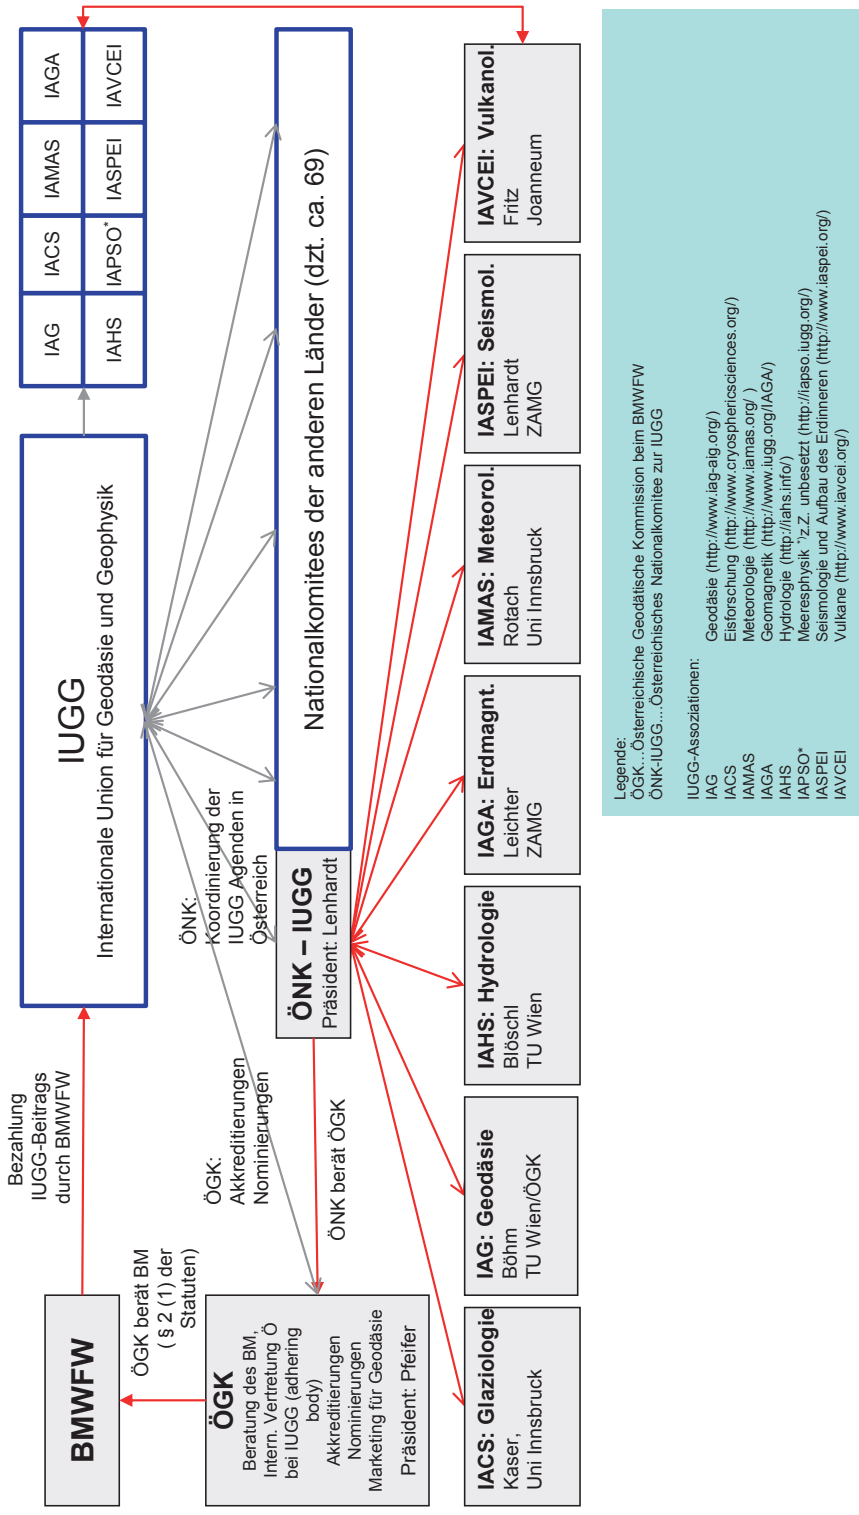 BMWFW
Bezahlung
IUGG-Beitrags
durch BMWFW
IUGG
Internationale Union für Geodäsie und Geophysik
IAG
IACS
IAMAS
IAGA
IAHS
IAPSO*
IASPEI
IAVCEI
ÖGK berät BM
( § 2 (1) der
Statuten)
ÖGK
Beratung des BM,
Intern. Vertretung Ö
bei IUGG (adhering
body)
Akkreditierungen
Nominierungen
Marketing für Geodäsie
Präsident: Pfeifer
ÖGK:
Akkreditierungen
Nominierungen
ÖNK:
Koordinierung der
IUGG Agenden in
Österreich
ÖNK berät ÖGK
ÖNK – IUGG
Präsident: Lenhardt
Nationalkomitees der anderen Länder (dzt. ca. 69)
IACS: Glaziologie
Kaser,
Uni Innsbruck
IAG: Geodäsie
Böhm
TU Wien/ÖGK
IAHS: Hydrologie
Blöschl
TU Wien
IAGA: Erdmagnt.
Leichter
ZAMG
IAMAS: Meteorol.
Rotach
Uni Innsbruck
IASPEI: Seismol.
Lenhardt
ZAMG
IAVCEI: Vulkanol.
Fritz
Joanneum
Legende:
ÖGK…Österreichische Geodätische Kommission beim BMWFW
ÖNK-IUGG…Österreichisches Nationalkomitee zur IUGG
IUGG-Assoziationen:
IAG Geodäsie (http://www.iag-aig.org/)
IACS Eisforschung (http://www.cryosphericsciences.org/)
IAMAS Meteorologie (http://www.iamas.org/ )
IAGA Geomagnetik (http://www.iugg.org/IAGA/)
IAHS Hydrologie (http://iahs.info/)
IAPSO* Meeresphysik *)z.Z. unbesetzt (http://iapso.iugg.org/)
IASPEI Seismologie und Aufbau des Erdinneren (http://www.iaspei.org/)
IAVCEI Vulkane (http://www.iavcei.org/)